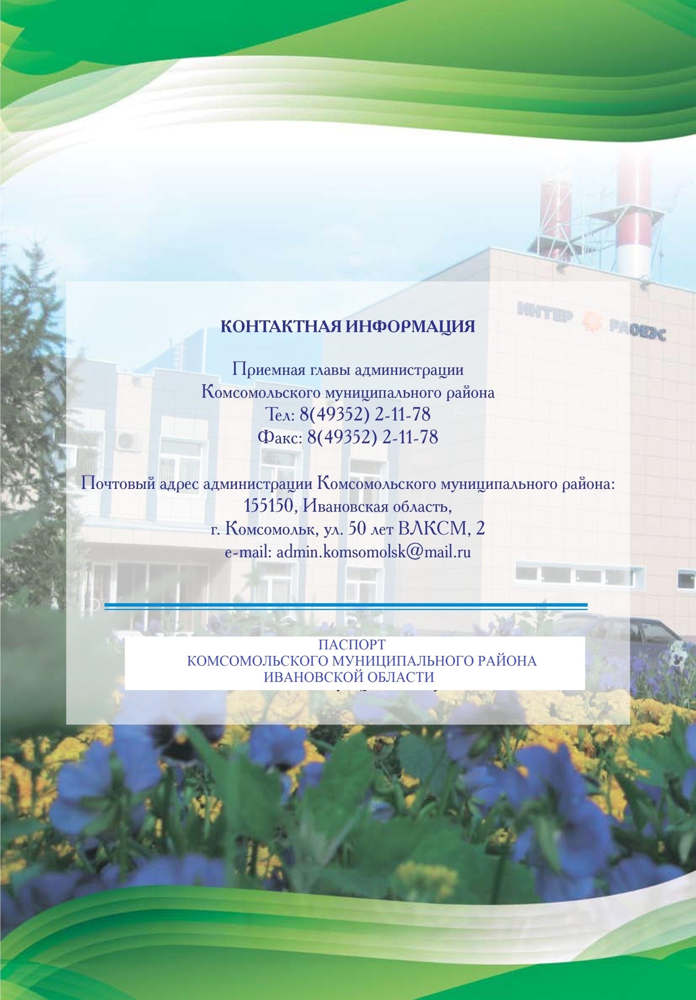 ИНТЕР РАОЕЭС
КОНТАКТНАЯ ИНФОРМАЦИЯ
Приемная главы администрации
Комсомольского муниципального района
Тел: 8(49352) 2-11-78
Факс: 8(49352) 2-11-78
Почтовый адрес администрации Комсомольского муниципального района:
155150, Ивановская область,
г. Комсомольк, ул. 50 лет ВЛКСМ, 2
e-mail: admin.komsomolsk@mail.ru
ПАСПОРТ
КОМСОМОЛЬСКОГО МУНИЦИПАЛЬНОГО РАЙОНА
ИВАНОВСКОЙ ОБЛАСТИ